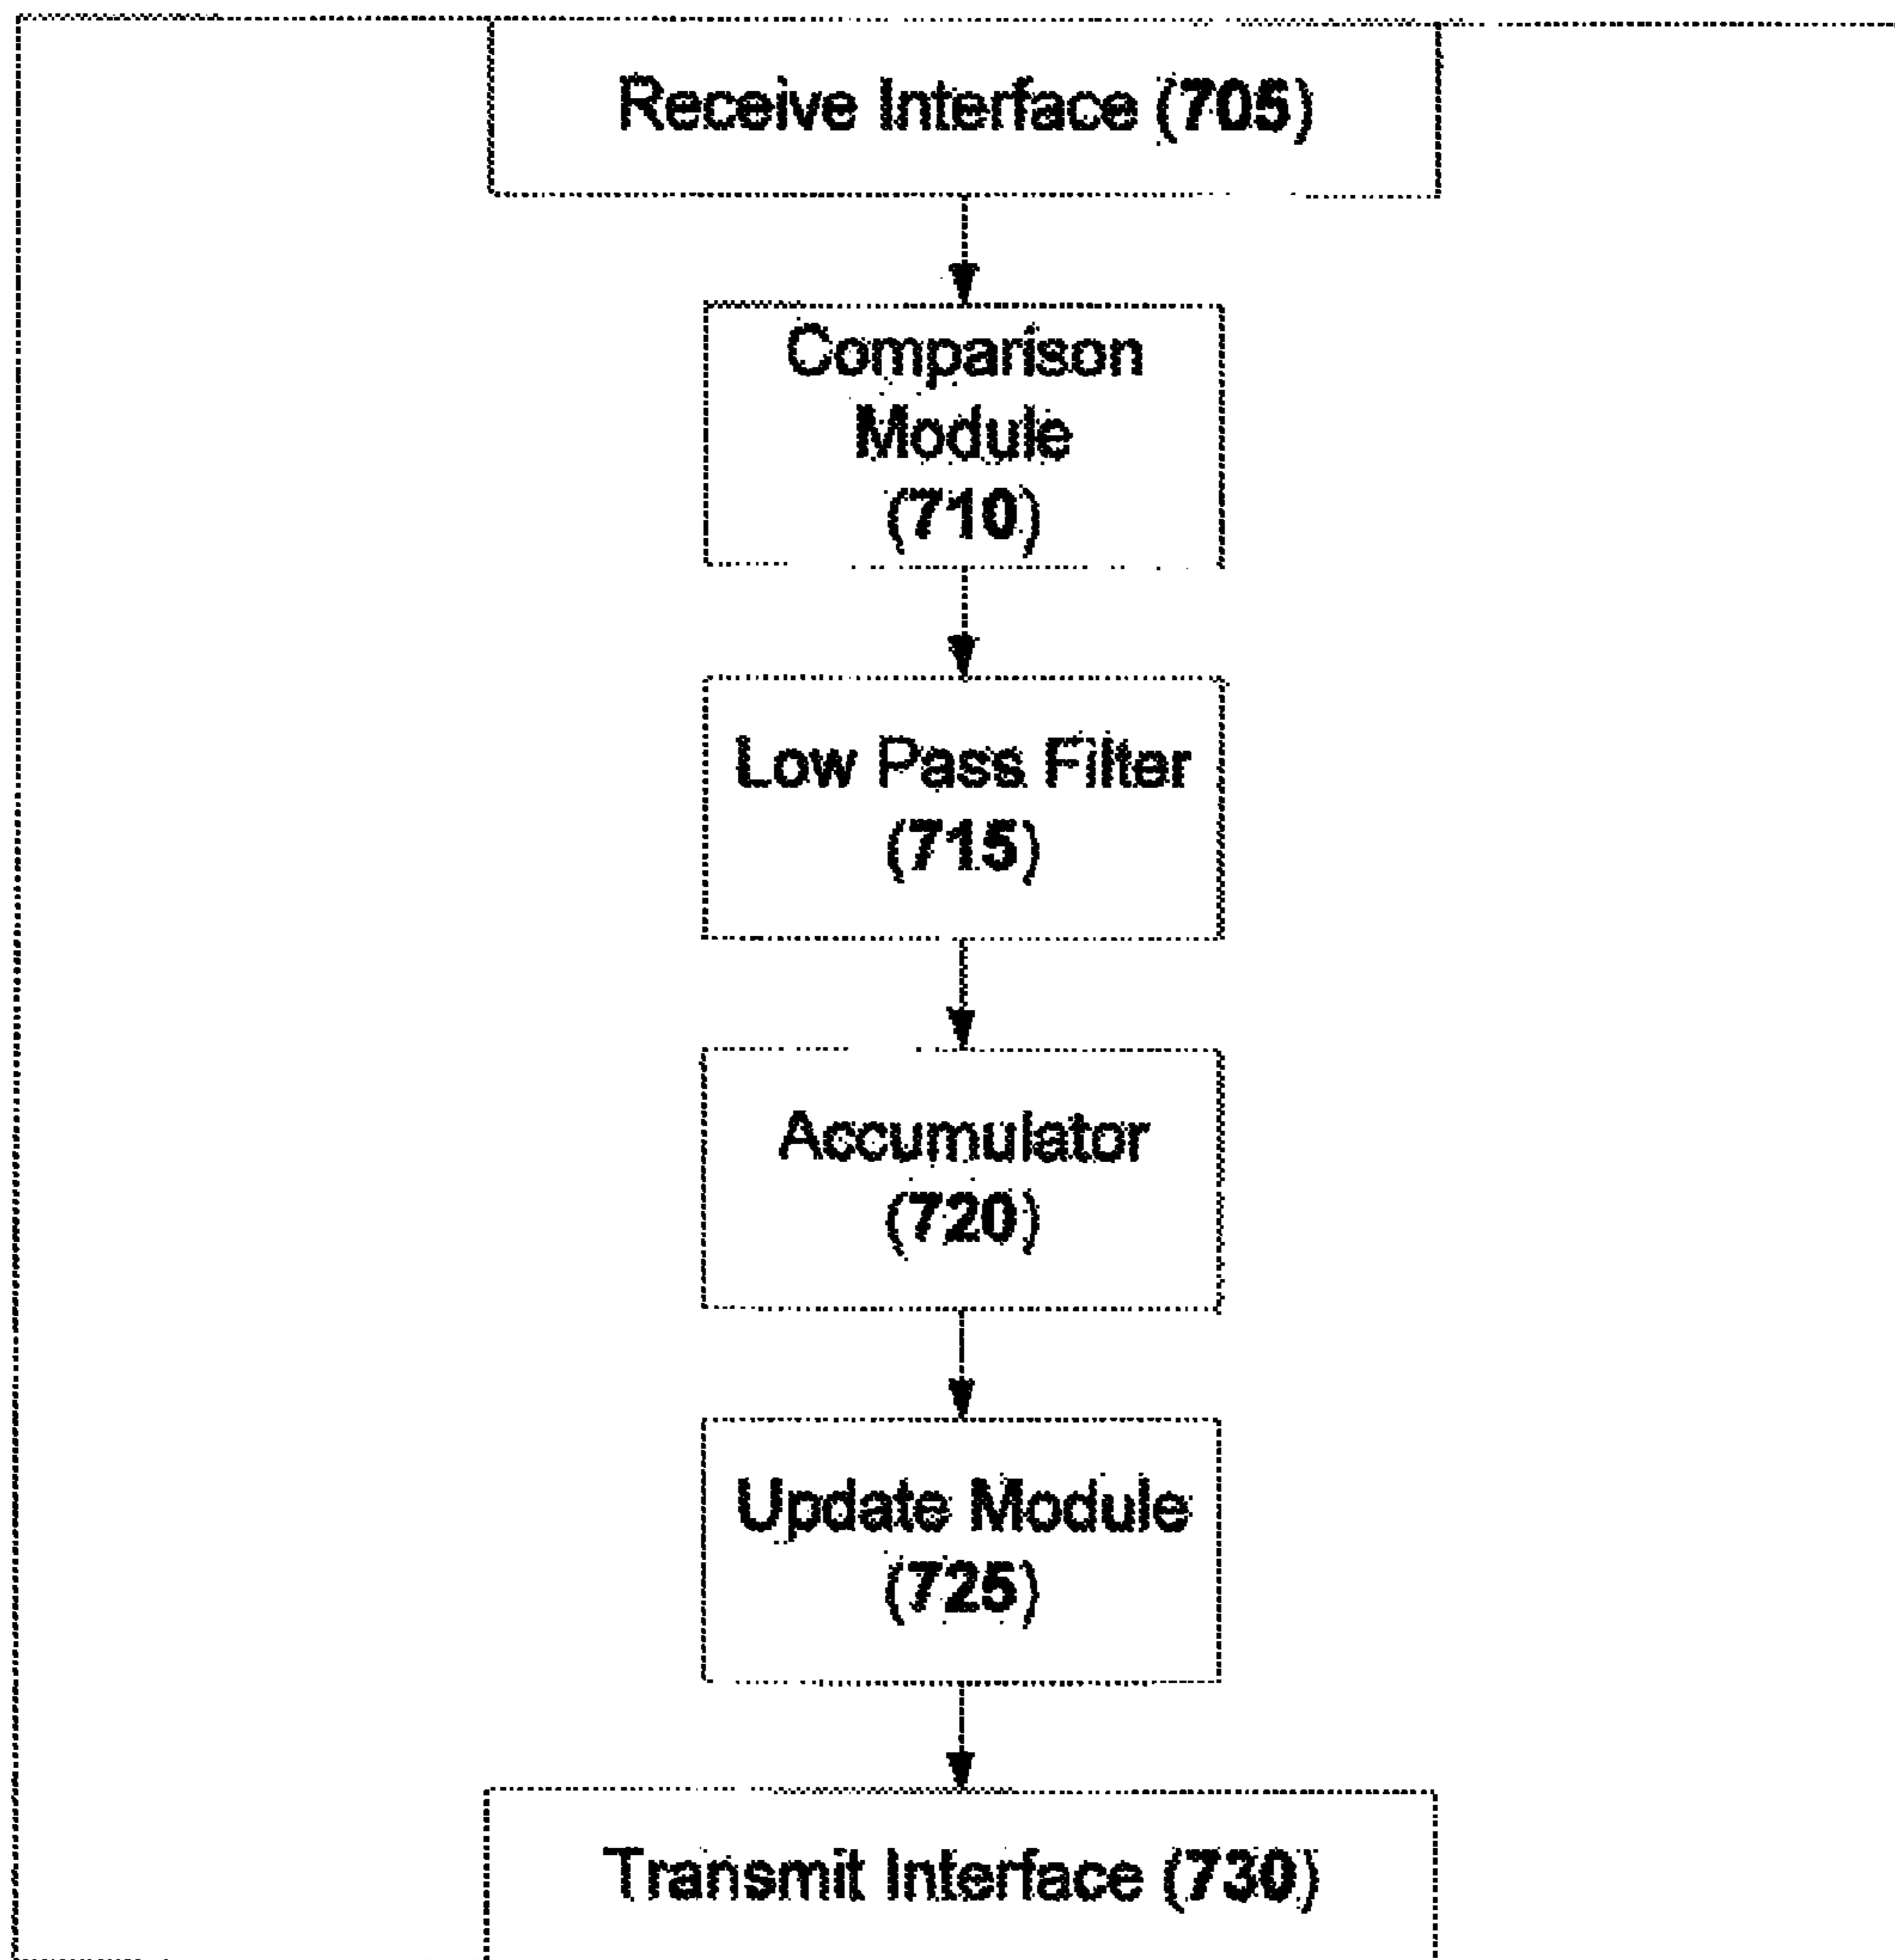 Receive Interface (705)
Comparison
Module
(710)
Low Pass Filter
(715)
Accumulator
(720)
Update Module
(725)
Transmit Interface (730)